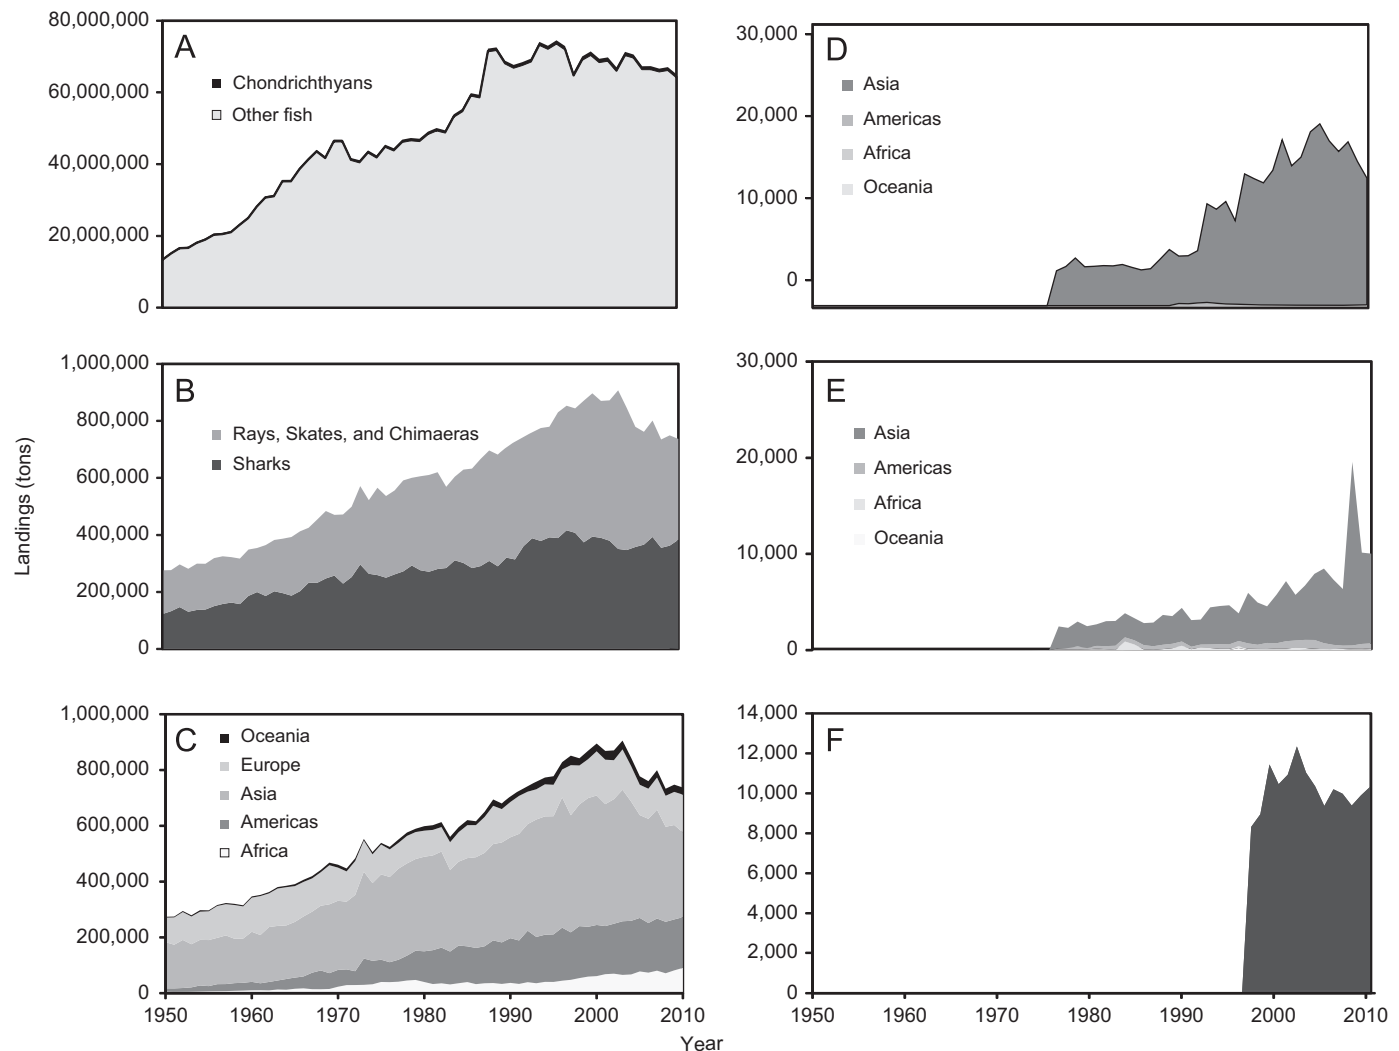 80,000,000
60,000,000
40,000,000
20,000,000
0
A
Chondrichthyans
Other fish
1,000,000
800,000
600,000
400,000
200,000
0
B
Rays, Skates, and Chimaeras
Sharks
Landings (tons)
1,000,000
800,000
600,000
400,000
200,000
0
C
Oceania
Europe
Asia
Americas
Africa
1950 1960 1970 1980 1990 2000 2010
30,000
20,000
10,000
0
D
Asia
Americas
Africa
Oceania
30,000
20,000
10,000
0
E
Asia
Americas
Africa
Oceania
14,000
12,000
10,000
8,000
6,000
4,000
2,000
0
F
1950 1960 1970 1980 1990 2000 2010
Year